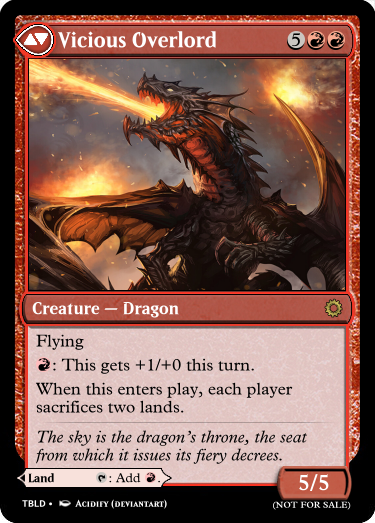 Vicious Overlord 5
Creature — Dragon
Flying
: This gets +1/+0 this turn.
When this enters play, each player
sacrifices two lands.
The sky is the dragon's throne, the seat
from which it issues its fiery decrees.
Land : Add .
5/5
TBLD • Acidify (deviantart)
(NOT FOR SALE)